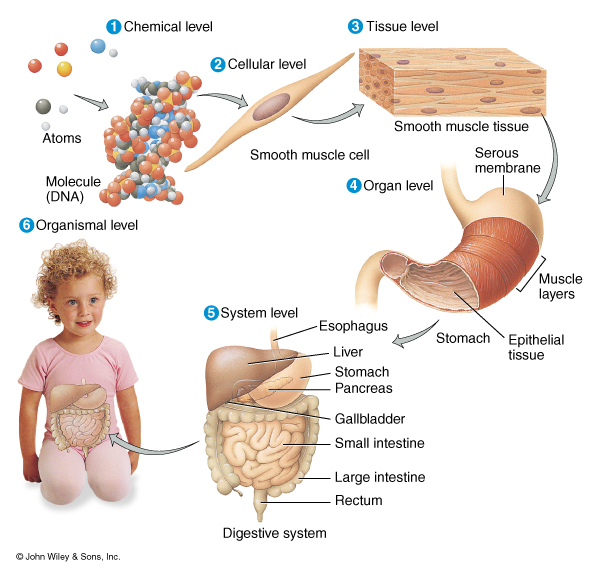 1 Chemical level
Atoms
Molecule
(DNA)
2 Cellular level
Smooth muscle cell
3 Tissue level
Smooth muscle tissue
4 Organ level
Serous
membrane
Muscle
layers
Stomach
Epithelial
tissue
5 System level
Esophagus
Liver
Stomach
Pancreas
Gallbladder
Small intestine
Large intestine
Rectum
Digestive system
6 Organismal level
© John Wiley & Sons, Inc.